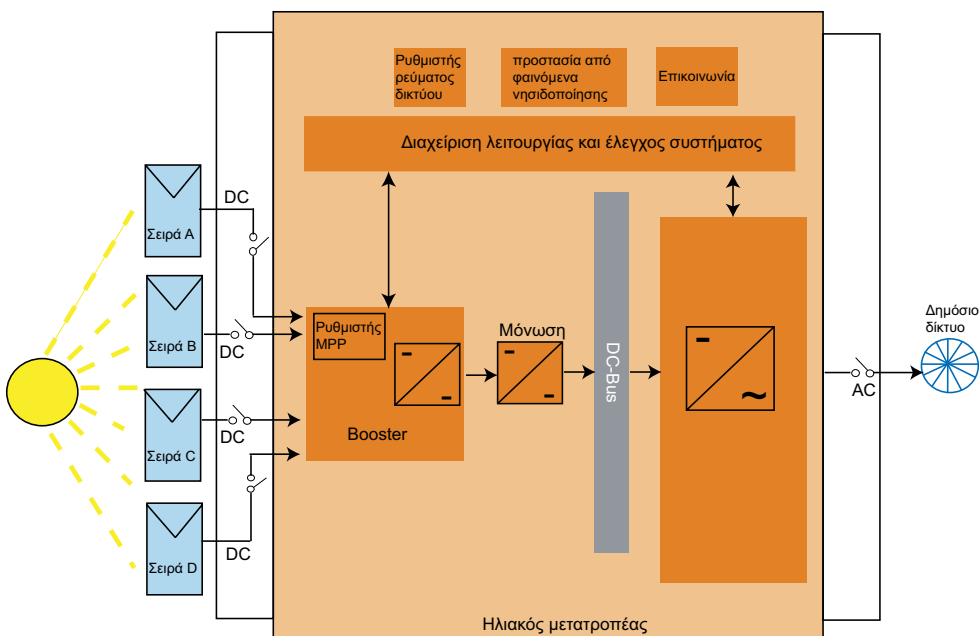 Ρυθμιστής
ρεύματος
δικτύου
προστασία από
φαινόμενα
νησιδοποίησης
Επικοινωνία
Διαχείριση λειτουργίας και έλεγχος συστήματος
DC
Σειρά A
Σειρά B
DC
Ρυθμιστής
MPP
Booster
Μόνωση
DC-Bus
Δημόσιο
δίκτυο
AC
Σειρά C
DC
Σειρά D
DC
Ηλιακός μετατροπέας